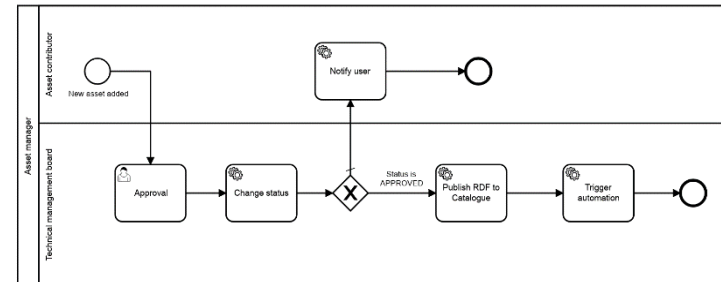 Asset manager
Asset contributor
New asset added
Notify user
Technical management board
Approval
Change status
X
Status is
APPROVED
Publish RDF to
Catalogue
Trigger
automation